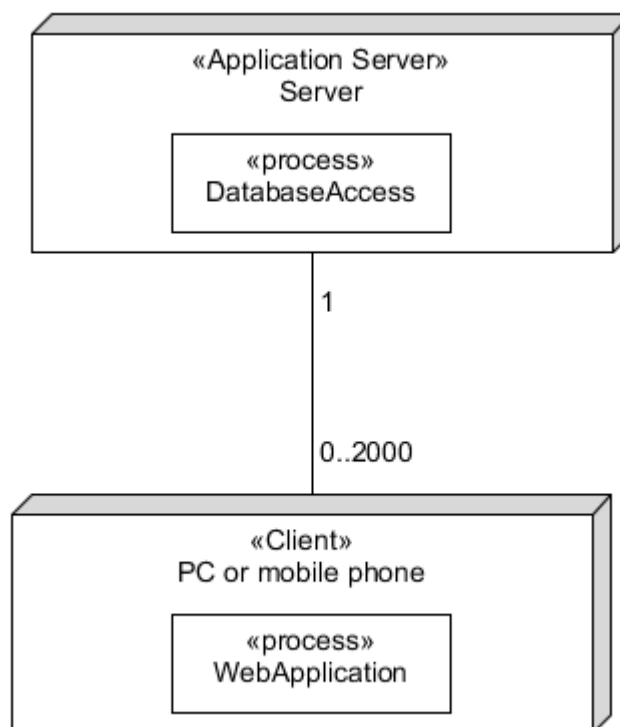 «Application Server»
Server
«process»
DatabaseAccess
1
0..2000
«Client»
PC or mobile phone
«process»
WebApplication